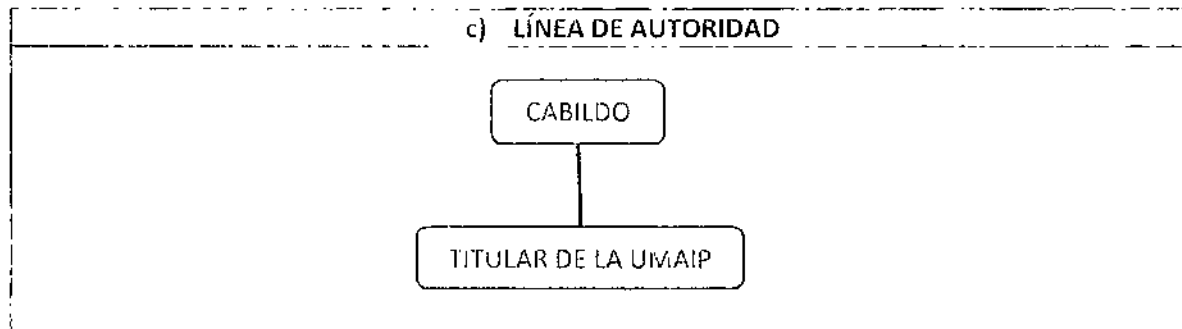 c) LÍNEA DE AUTORIDAD
CABILDO
TITULAR DE LA UMAIP